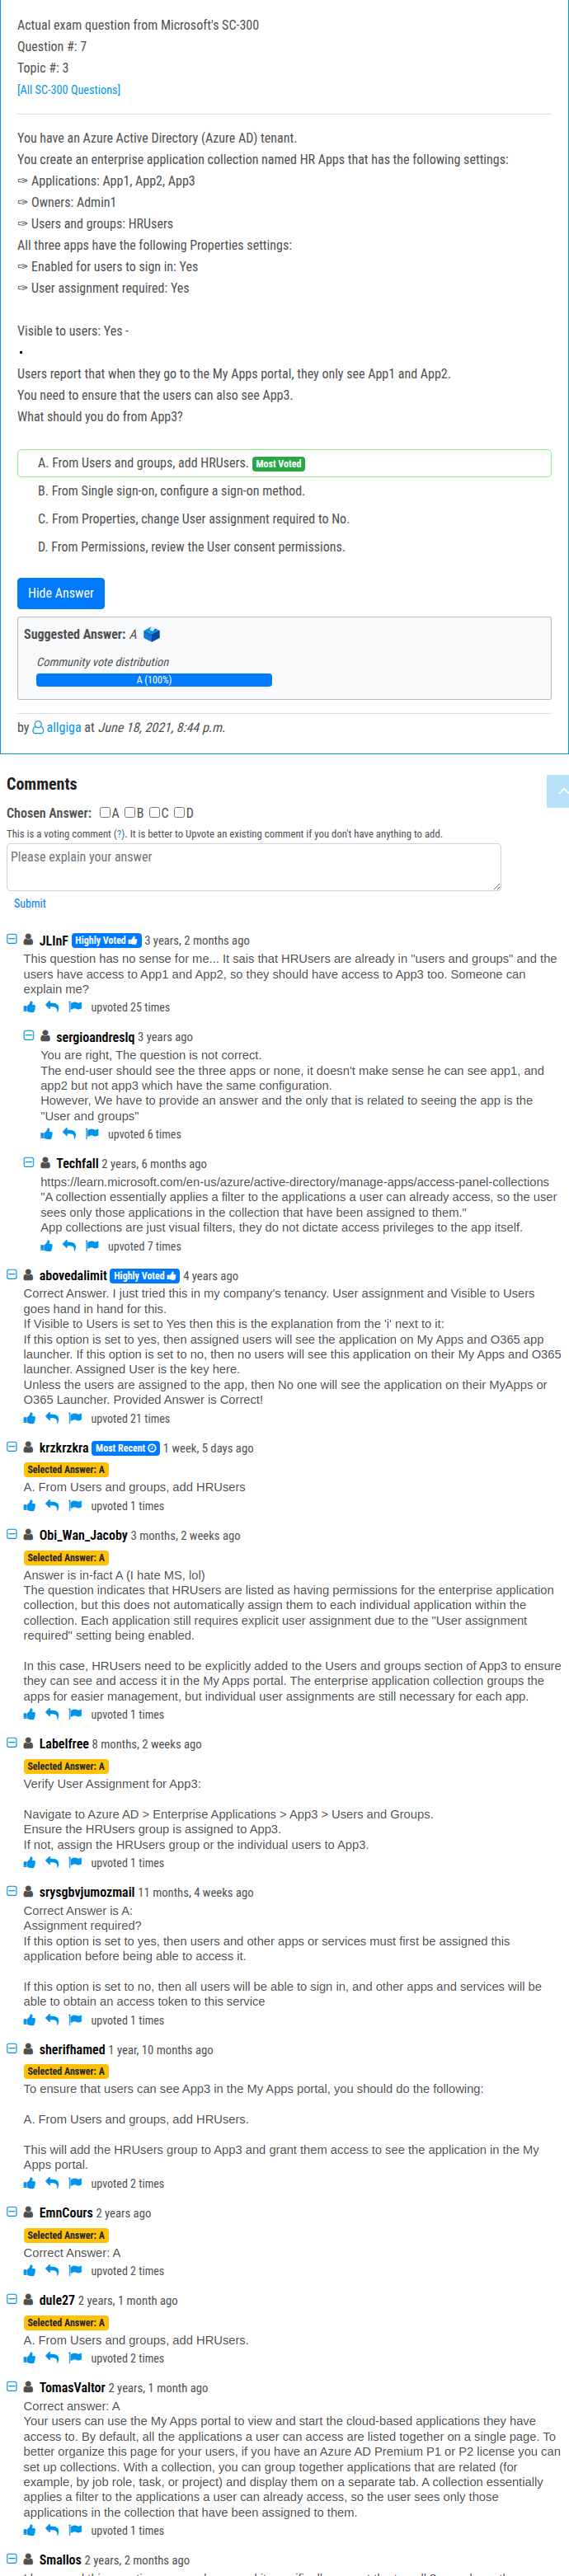 Actual exam question from Microsoft's SC-300
Question #: 7
Topic #: 3
[All SC-300 Questions]
You have an Azure Active Directory (Azure AD) tenant.
You create an enterprise application collection named HR Apps that has the following settings:
✑ Applications: App1, App2, App3
✑ Owners: Admin1
✑ Users and groups: HRUsers
All three apps have the following Properties settings:
✑ Enabled for users to sign in: Yes
✑ User assignment required: Yes
Visible to users: Yes -
▪
Users report that when they go to the My Apps portal, they only see App1 and App2.
You need to ensure that the users can also see App3.
What should you do from App3?
A. From Users and groups, add HRUsers. Most Voted
B. From Single sign-on, configure a sign-on method.
C. From Properties, change User assignment required to No.
D. From Permissions, review the User consent permissions.
Hide Answer
Suggested Answer: A
Community vote distribution
A (100%)
by allgiga at June 18, 2021, 8:44 p.m.
Comments
Chosen Answer: A B C D
This is a voting comment (?). It is better to Upvote an existing comment if you don't have anything to add.
Please explain your answer
Submit
JLInF Highly Voted 3 years, 2 months ago
This question has no sense for me... It sais that HRUsers are already in "users and groups" and the
users have access to App1 and App2, so they should have access to App3 too. Someone can
explain me?
upvoted 25 times
sergioandreslq 3 years ago
You are right, The question is not correct.
The end-user should see the three apps or none, it doesn't make sense he can see app1, and
app2 but not app3 which have the same configuration.
However, We have to provide an answer and the only that is related to seeing the app is the
"User and groups"
upvoted 6 times
Techfall 2 years, 6 months ago
https://learn.microsoft.com/en-us/azure/active-directory/manage-apps/access-panel-collections
"A collection essentially applies a filter to the applications a user can already access, so the user
sees only those applications in the collection that have been assigned to them."
App collections are just visual filters, they do not dictate access privileges to the app itself.
upvoted 7 times
abovedalimit Highly Voted 4 years ago
Correct Answer. I just tried this in my company's tenancy. User assignment and Visible to Users
goes hand in hand for this.
If Visible to Users is set to Yes then this is the explanation from the 'i' next to it:
If this option is set to yes, then assigned users will see the application on My Apps and O365 app
launcher. If this option is set to no, then no users will see this application on their My Apps and O365
launcher. Assigned User is the key here.
Unless the users are assigned to the app, then No one will see the application on their MyApps or
O365 Launcher. Provided Answer is Correct!
upvoted 21 times
krzkrzkra Most Recent 1 week, 5 days ago
Selected Answer: A
A. From Users and groups, add HRUsers
upvoted 1 times
Obi_Wan_Jacoby 3 months, 2 weeks ago
Selected Answer: A
Answer is in-fact A (I hate MS, lol)
The question indicates that HRUsers are listed as having permissions for the enterprise application
collection, but this does not automatically assign them to each individual application within the
collection. Each application still requires explicit user assignment due to the "User assignment
required" setting being enabled.
In this case, HRUsers need to be explicitly added to the Users and groups section of App3 to ensure
they can see and access it in the My Apps portal. The enterprise application collection groups the
apps for easier management, but individual user assignments are still necessary for each app.
upvoted 1 times
Labelfree 8 months, 2 weeks ago
Selected Answer: A
Verify User Assignment for App3:
Navigate to Azure AD > Enterprise Applications > App3 > Users and Groups.
Ensure the HRUsers group is assigned to App3.
If not, assign the HRUsers group or the individual users to App3.
upvoted 1 times
srysgbvjumozmail 11 months, 4 weeks ago
Correct Answer is A:
Assignment required?
If this option is set to yes, then users and other apps or services must first be assigned this
application before being able to access it.
If this option is set to no, then all users will be able to sign in, and other apps and services will be
able to obtain an access token to this service
upvoted 1 times
sherifhamed 1 year, 10 months ago
Selected Answer: A
To ensure that users can see App3 in the My Apps portal, you should do the following:
A. From Users and groups, add HRUsers.
This will add the HRUsers group to App3 and grant them access to see the application in the My
Apps portal.
upvoted 2 times
EmnCours 2 years ago
Selected Answer: A
Correct Answer: A
upvoted 2 times
dule27 2 years, 1 month ago
Selected Answer: A
A. From Users and groups, add HRUsers.
upvoted 2 times
TomasValtor 2 years, 1 month ago
Correct answer: A
Your users can use the My Apps portal to view and start the cloud-based applications they have
access to. By default, all the applications a user can access are listed together on a single page. To
better organize this page for your users, if you have an Azure AD Premium P1 or P2 license you can
set up collections. With a collection, you can group together applications that are related (for
example, by job role, task, or project) and display them on a separate tab. A collection essentially
applies a filter to the applications a user can already access, so the user sees only those
applications in the collection that have been assigned to them.
upvoted 1 times
Smallos 2 years, 2 months ago